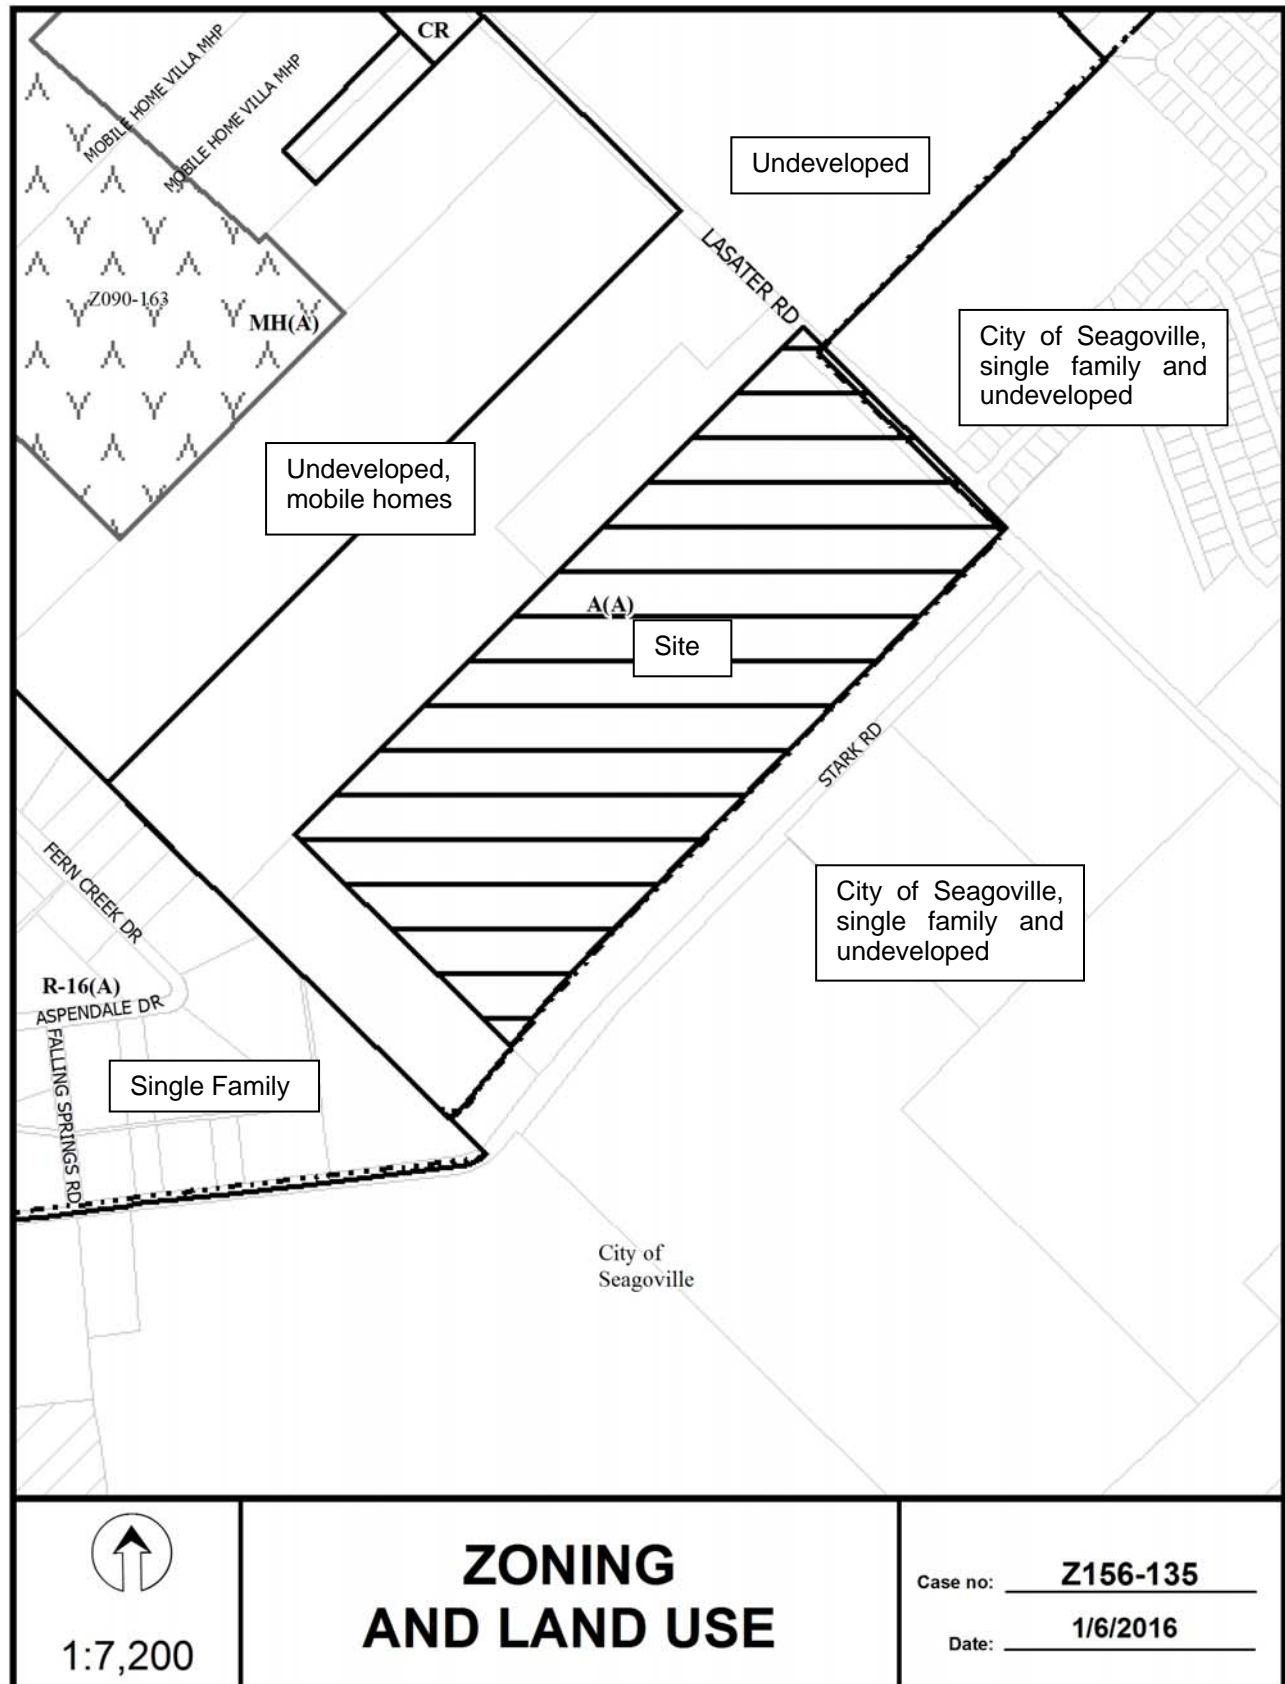 CR
MOBILE HOME VILLA MHP
MOBILE HOME VILLA MHP
Undeveloped
LASATER RD
Z090-163
MH(A)
City of Seagoville,
single family and
undeveloped
Undeveloped,
mobile homes
A(A)
Site
STARK RD
FERN CREEK DR
City of Seagoville,
single family and
undeveloped
R-16(A)
ASPENDALE DR
FALLING SPRINGS RD
Single Family
City of
Seagoville
1:7,200
ZONING
AND LAND USE
Case no: Z156-135
Date: 1/6/2016